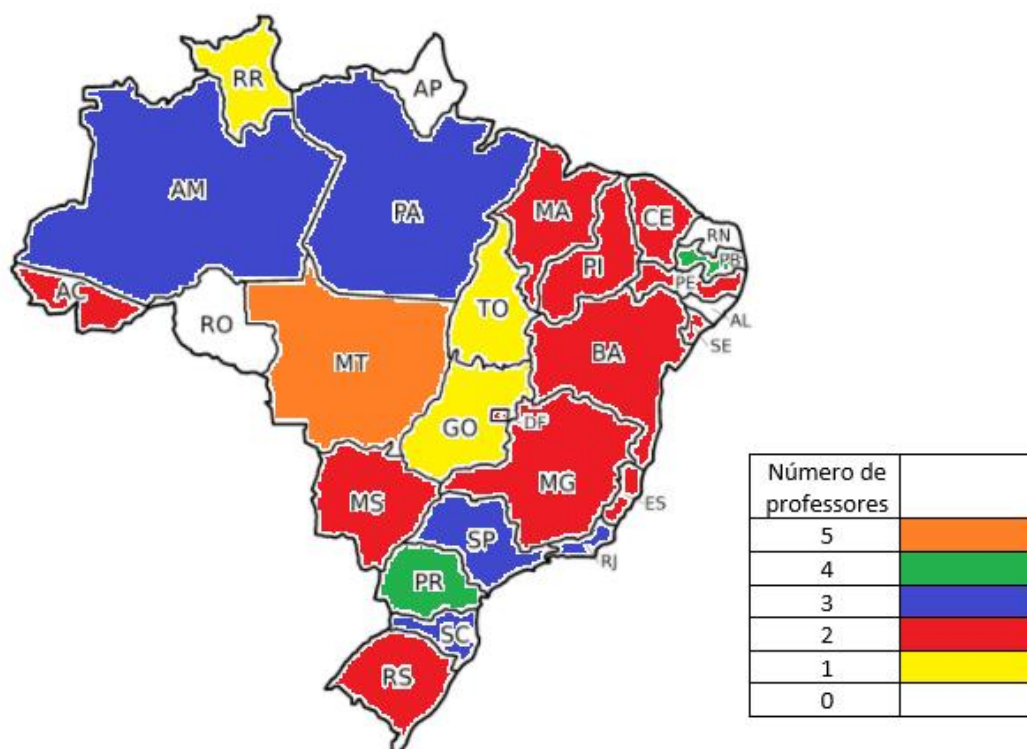 RR
AP
AM
PA
MA
CE
RN
PB
PI
PE
AC
TO
AL
RO
SE
BA
MT
GO
DF
MG
MS
ES
SP
RJ
PR
SC
RS
Número de
professores
5
4
3
2
1
0